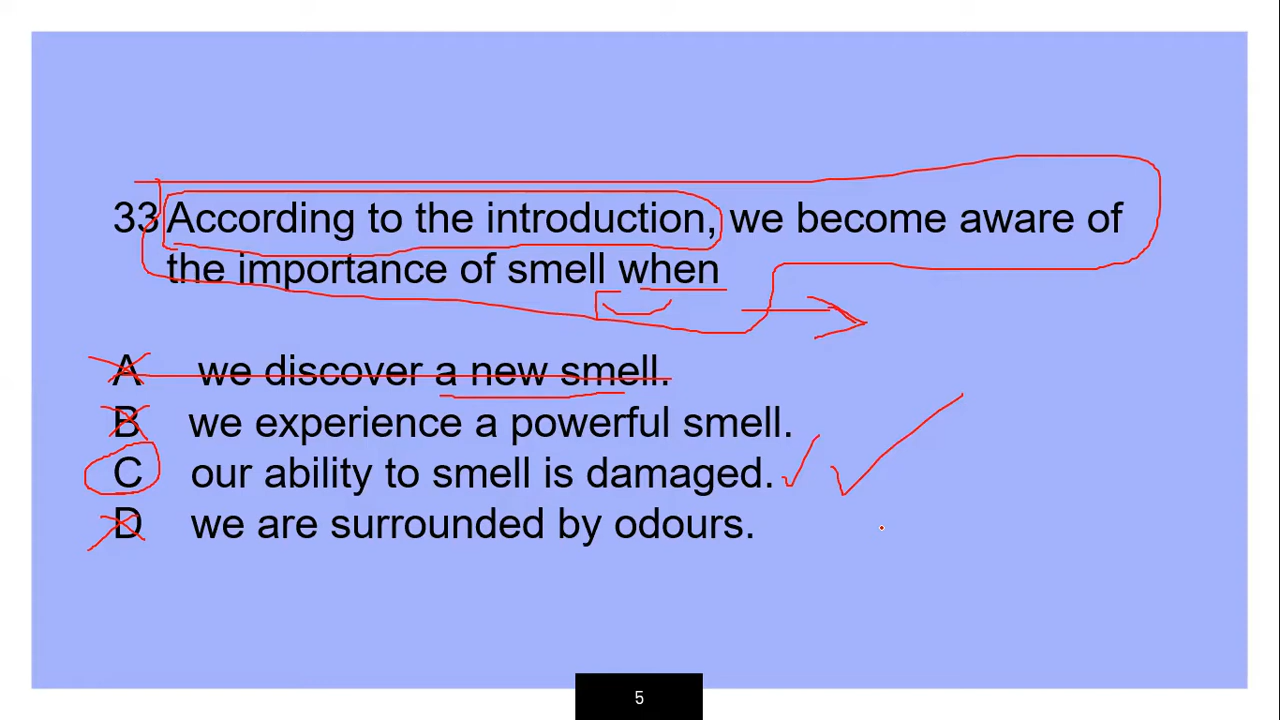 33 According to the introduction, we become aware of
the importance of smell when
A we discover a new smell.
B we experience a powerful smell.
C our ability to smell is damaged.
D we are surrounded by odours.
5